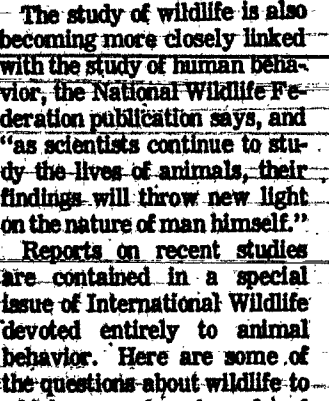 The study of wildlife is also
becoming more closely linked
with the study of human beha-
vior, the National Wildlife Fe-
deration publication says, and
"as scientists continue to stu-
dy the lives of animals, their
findings will throw new light
on the nature of man himself."
Reports on recent studies
are contained in a special
issue of International Wildlife
devoted entirely to animal
behavior. Here are some of
the questions about wildlife to